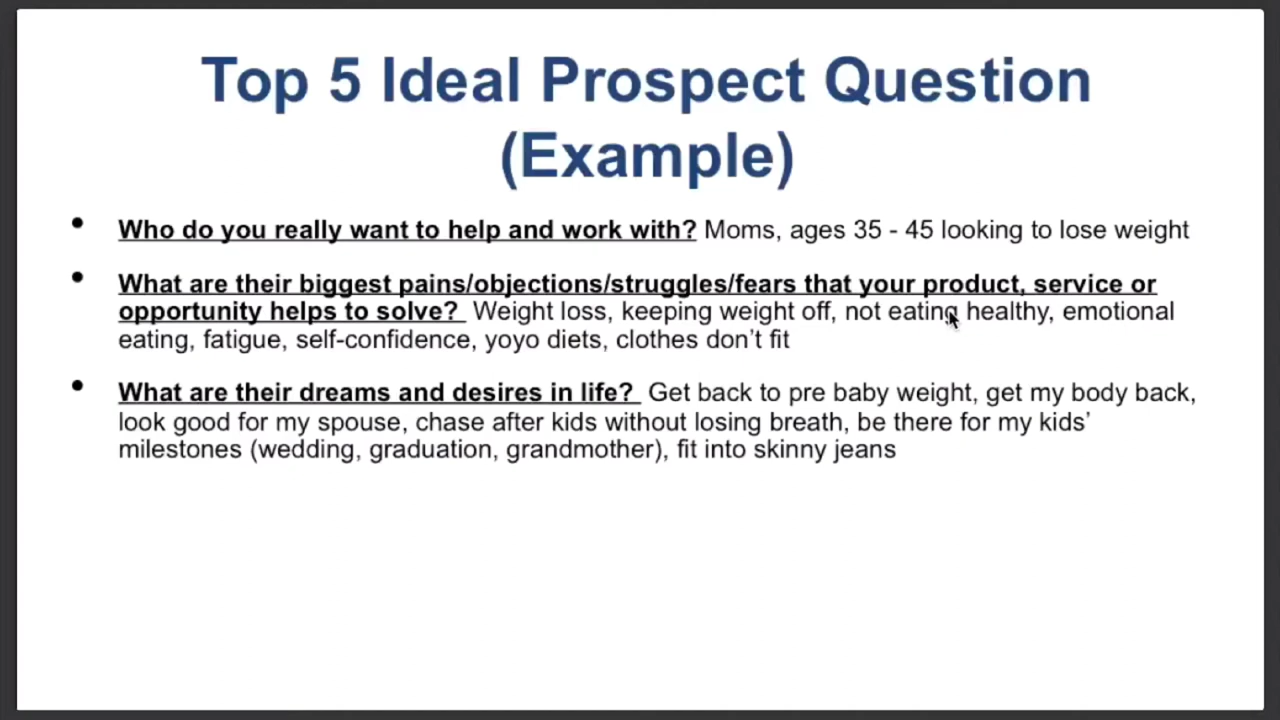 Top 5 Ideal Prospect Question
(Example)
• Who do you really want to help and work with? Moms, ages 35 - 45 looking to lose weight
• What are their biggest pains/objections/struggles/fears that your product, service or
opportunity helps to solve? Weight loss, keeping weight off, not eating healthy, emotional
eating, fatigue, self-confidence, yoyo diets, clothes don’t fit
• What are their dreams and desires in life? Get back to pre baby weight, get my body back,
look good for my spouse, chase after kids without losing breath, be there for my kids’
milestones (wedding, graduation, grandmother), fit into skinny jeans